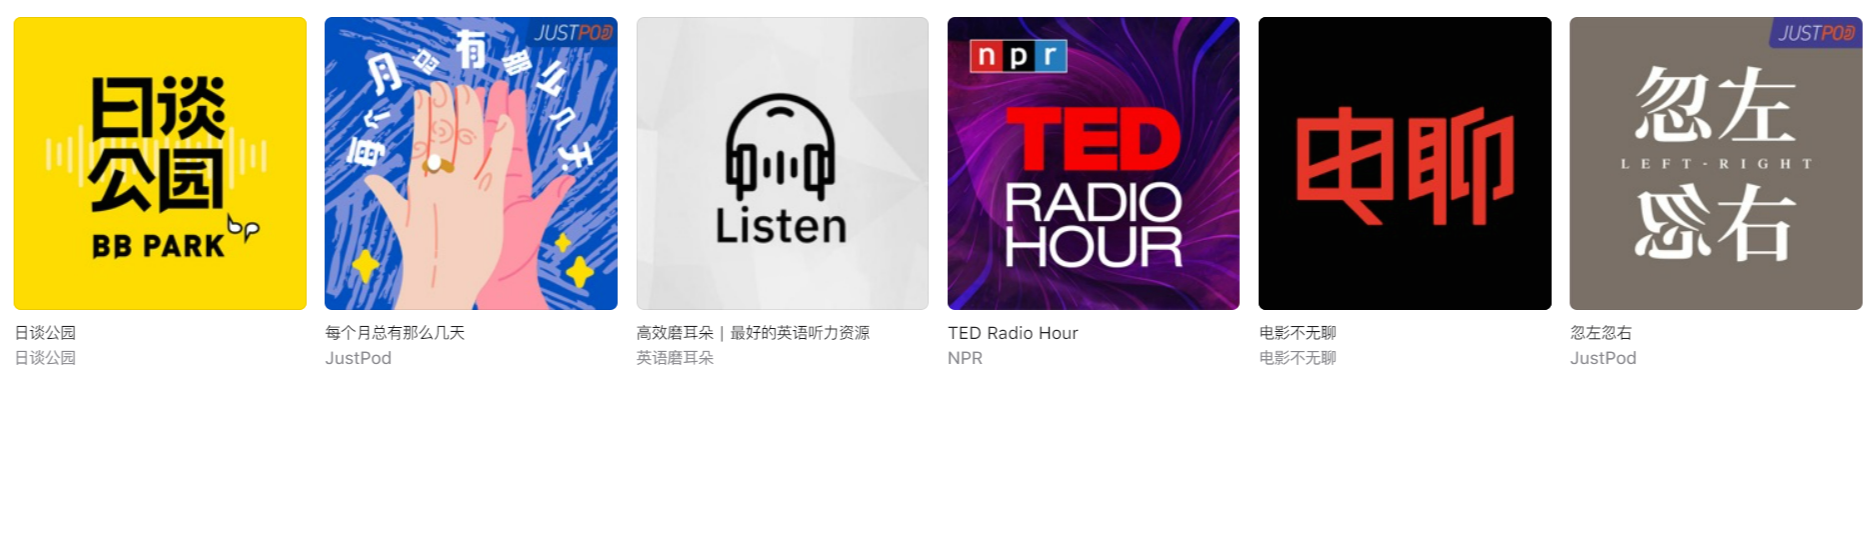 日谈
公园
BB PARK
bp
日谈公园
日谈公园
JUSTPOD
每个月总有那么几天
每个月总有那么几天
JustPod
Listen
高效磨耳朵 | 最好的英语听力资源
英语磨耳朵
npr
TED
RADIO
HOUR
TED Radio Hour
NPR
电聊
电影不无聊
电影不无聊
JUSTPOD
忽左
LEFT-RIGHT
忽右
忽左忽右
JustPod